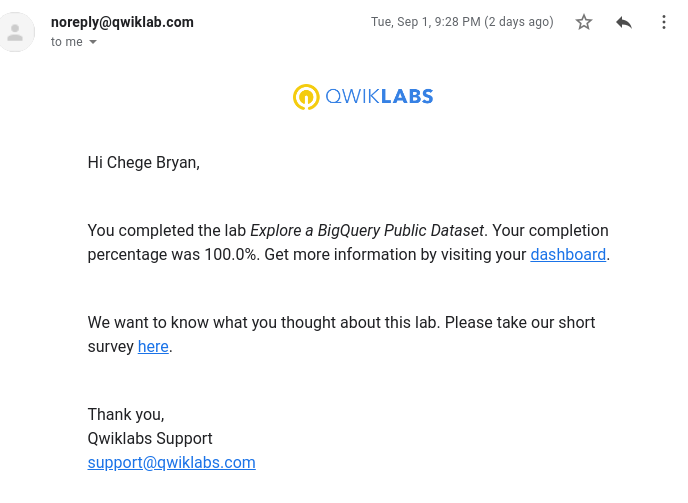 noreply@qwiklab.com
Tue, Sep 1, 9:28 PM (2 days ago)
to me
QWIKLABS
Hi Chege Bryan,
You completed the lab Explore a BigQuery Public Dataset. Your completion
percentage was 100.0%. Get more information by visiting your dashboard.
We want to know what you thought about this lab. Please take our short
survey here.
Thank you,
Qwiklabs Support
support@qwiklabs.com